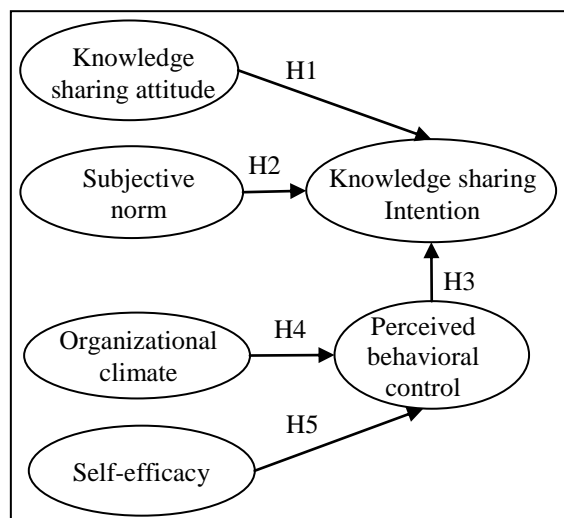 Knowledge
sharing attitude
H1
Subjective
norm
H2
Knowledge sharing
Intention
H3
Organizational
climate
H4
Perceived
behavioral
control
H5
Self-efficacy